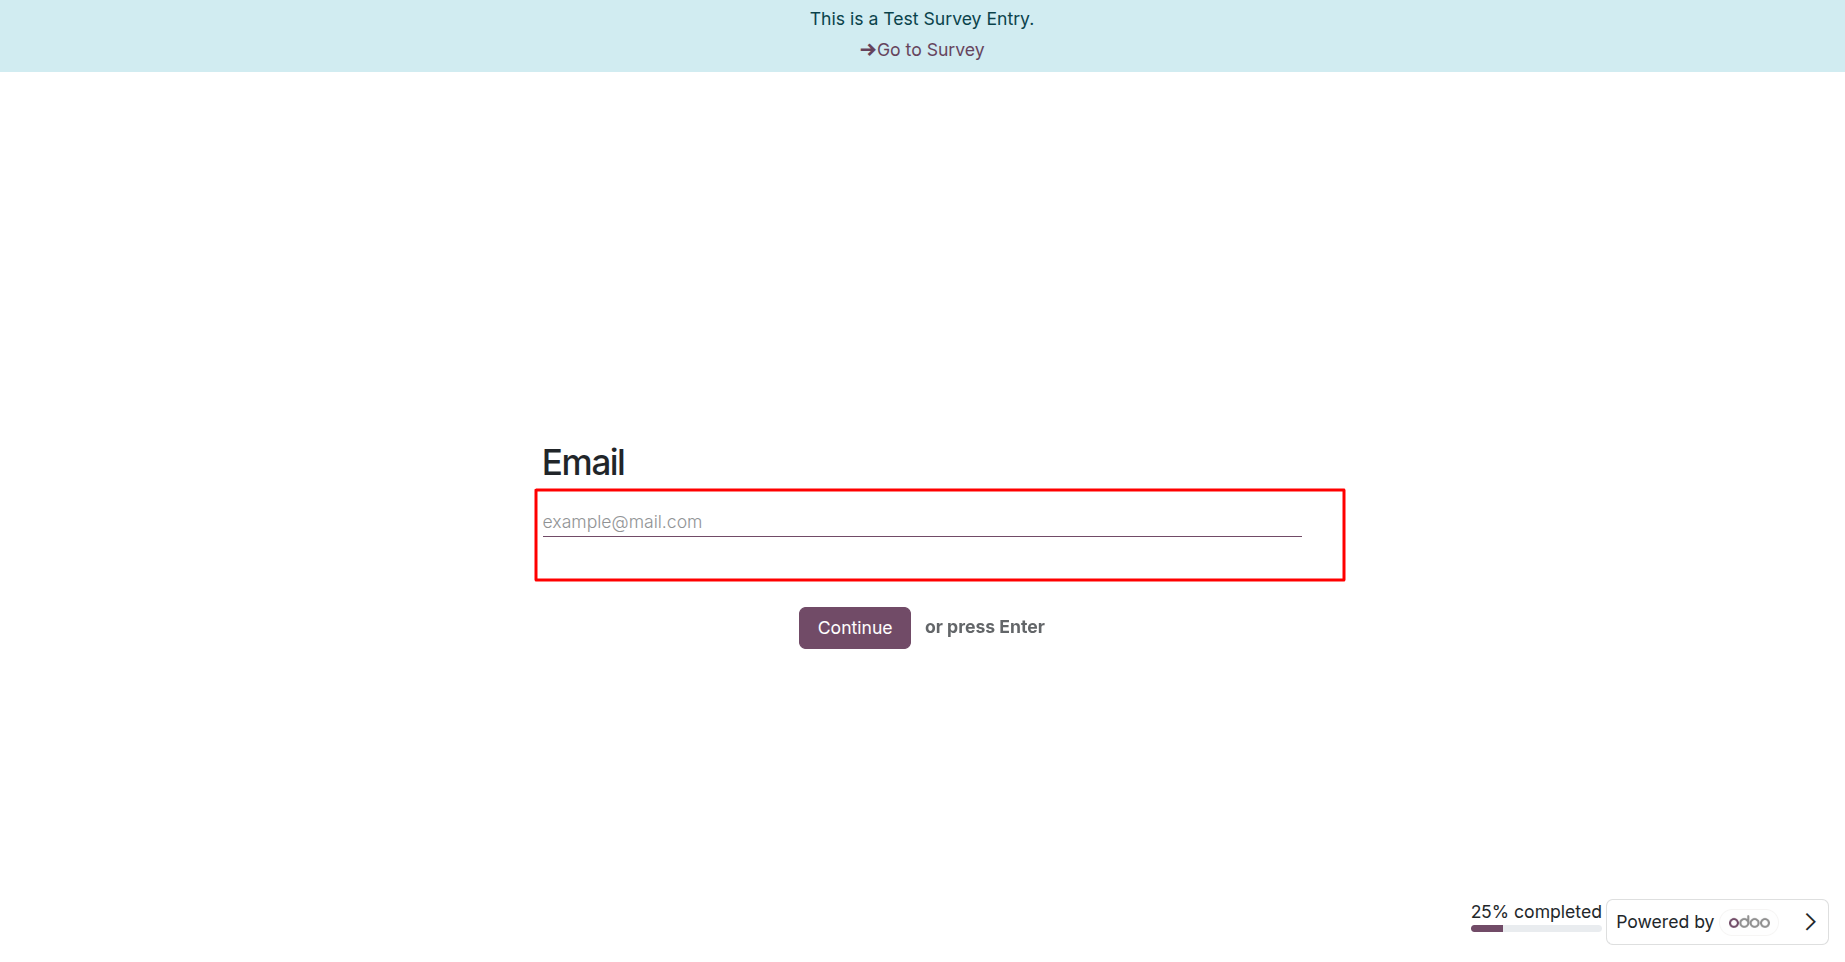 This is a Test Survey Entry.
Go to Survey
Email
example@mail.com
Continue or press Enter
25% completed
Powered by odoo